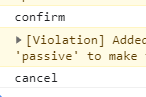 confirm
[Violation] Added
'passive' to make
cancel